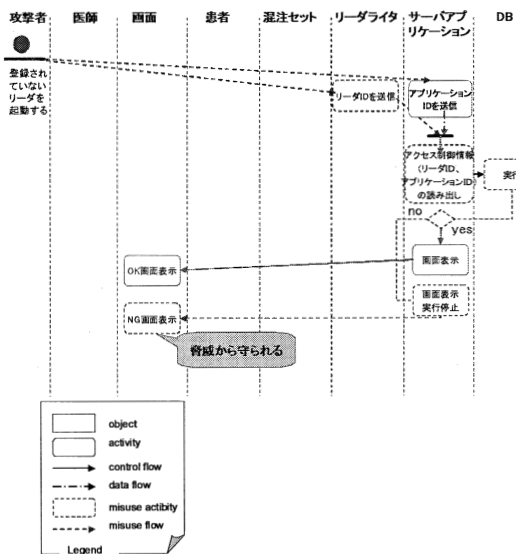 攻撃者 医師 画面 患者 混注セット リーダライタ サーバアプ DB
リケーション
登録され
ていない
リーダを
起動する
リーダIDを送信
アプリケーション
IDを送信
アクセス制御情報
(リーダID、
アプリケーションID)
の読み出し
実行
no
yes
画面表示
OK画面表示
画面表示
実行停止
NG画面表示
脅威から守られる
object
activity
control flow
data flow
misuse actibity
misuse flow
Legend